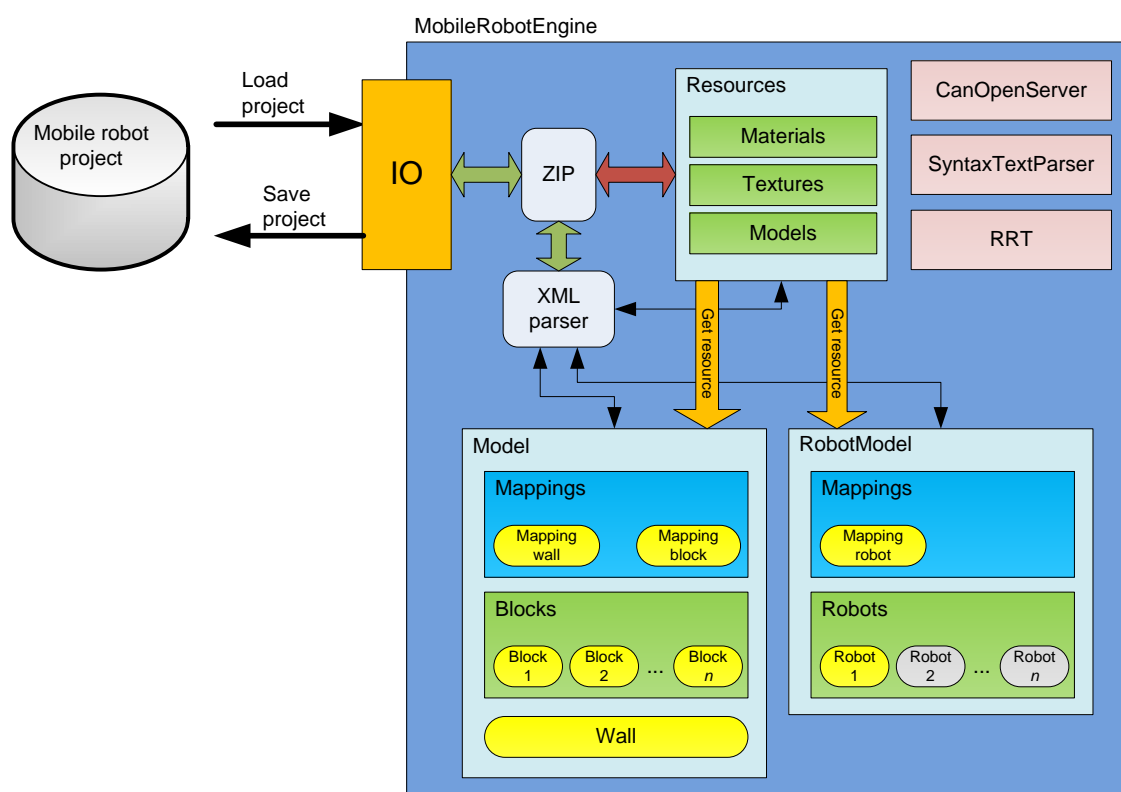 MobileRobotEngine
Load
project
Mobile robot
project
Save
project
IO
ZIP
XML
parser
Resources
Materials
Textures
Models
CanOpenServer
SyntaxTextParser
RRT
Get resource
Get resource
Model
Mappings
Mapping
wall
Mapping
block
Blocks
Block
1
Block
2
...
Block
n
Wall
RobotModel
Mappings
Mapping
robot
Robots
Robot
1
Robot
2
...
Robot
n